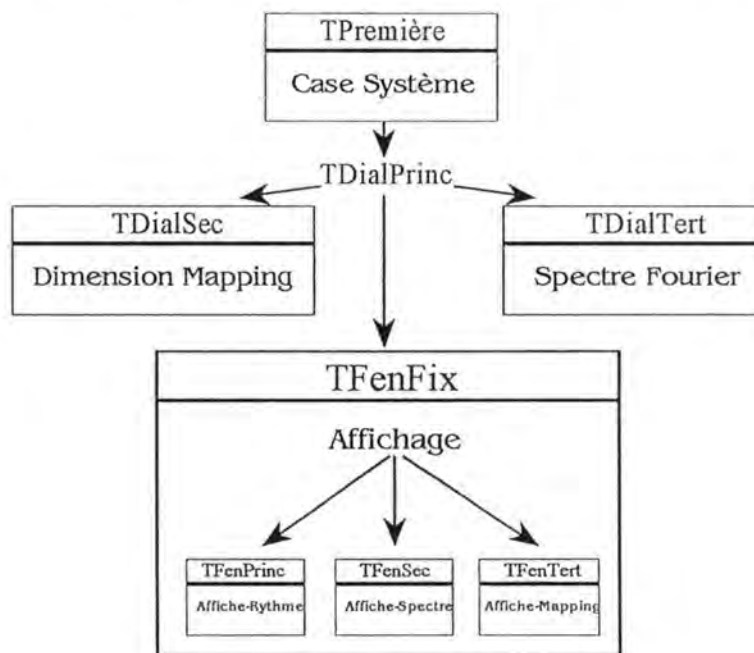 TPremière
Case Système
TDialPrinc
TDialSec
Dimension Mapping
TDialTert
Spectre Fourier
TFenFix
Affichage
TFenPrinc
Affiche-Rythme
TFenSec
Affiche-Spectre
TFenTert
Affiche-Mapping